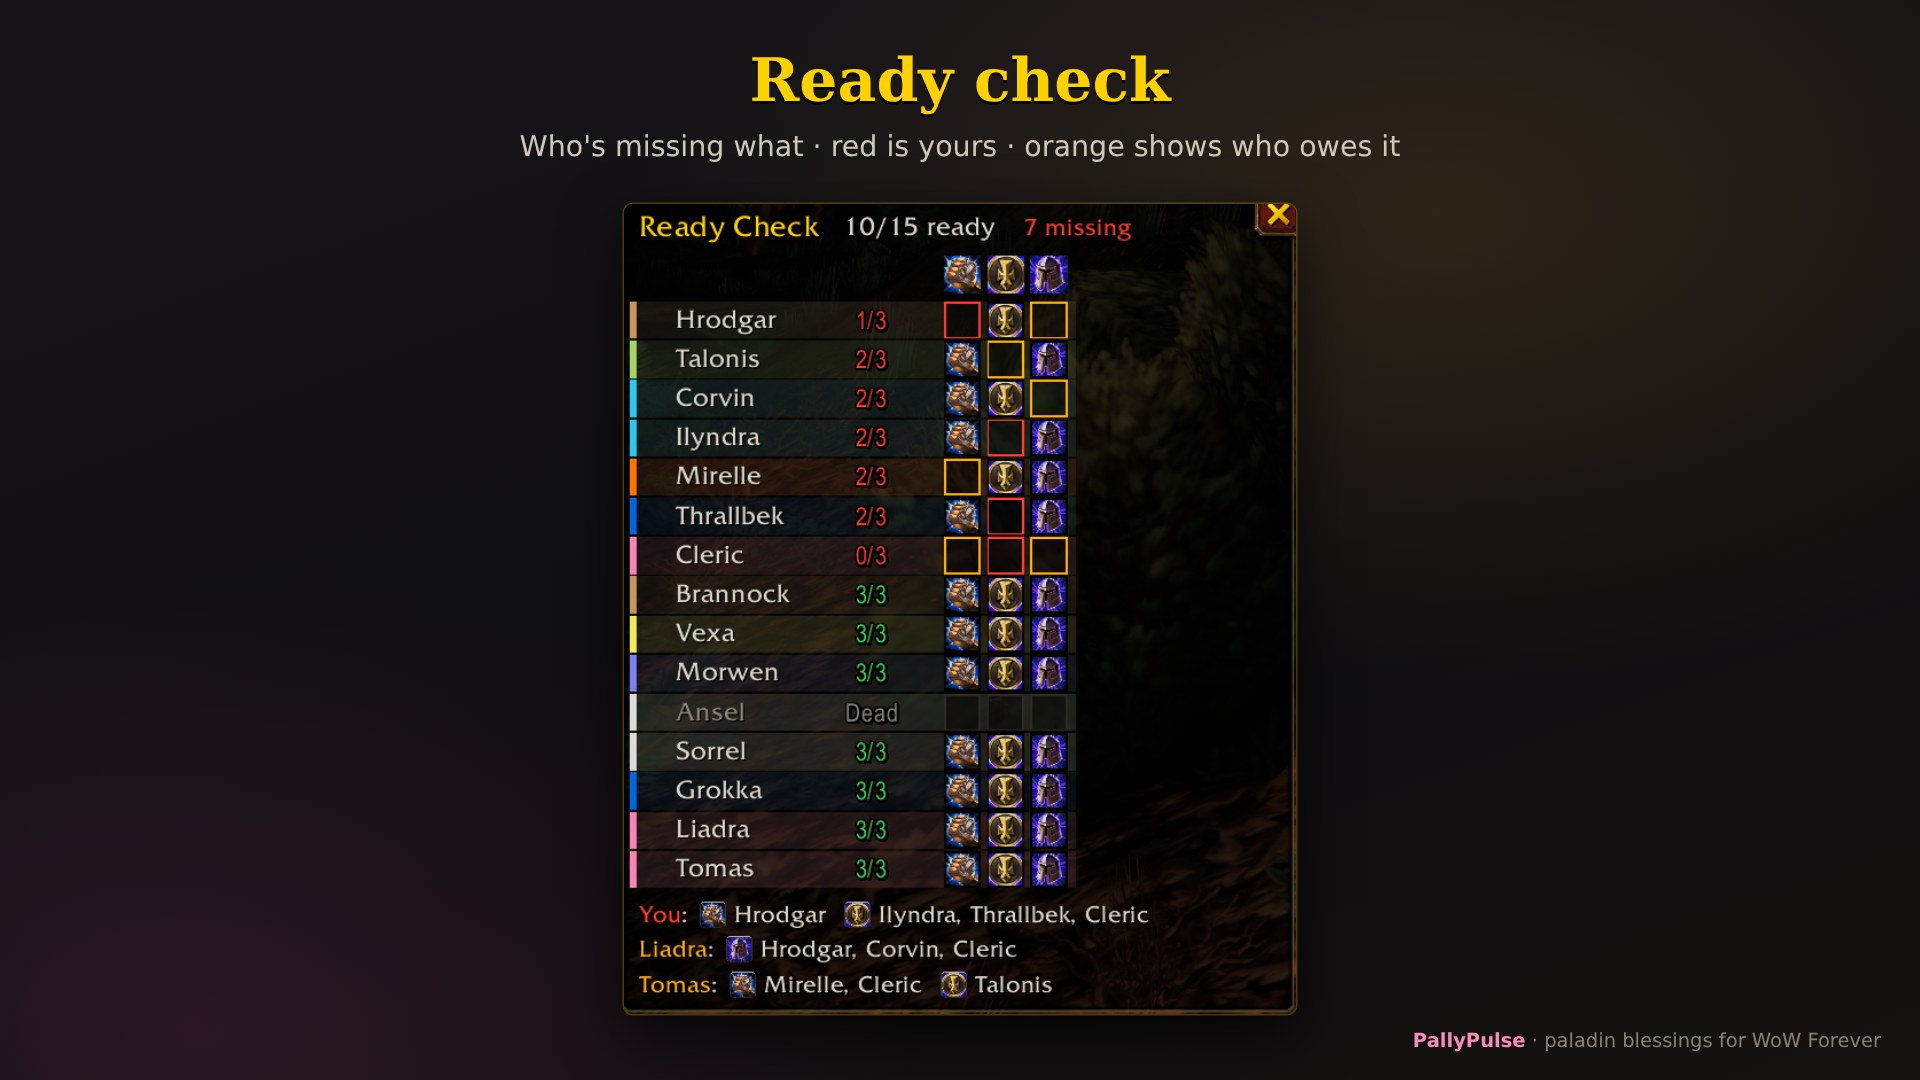 Ready check
Who's missing what · red is yours · orange shows who owes it
Ready Check 10/15 ready 7 missing
Hrodgar 1/3
Talonis 2/3
Corvin 2/3
Ilyndra 2/3
Mirelle 2/3
Thrallbek 2/3
Cleric 0/3
Brannock 3/3
Vexa 3/3
Morwen 3/3
Ansel Dead
Sorrel 3/3
Grokka 3/3
Liadra 3/3
Tomas 3/3
You: Hrodgar Ilyndra, Thrallbek, Cleric
Liadra: Hrodgar, Corvin, Cleric
Tomas: Mirelle, Cleric Talonis
PallyPulse · paladin blessings for WoW Forever